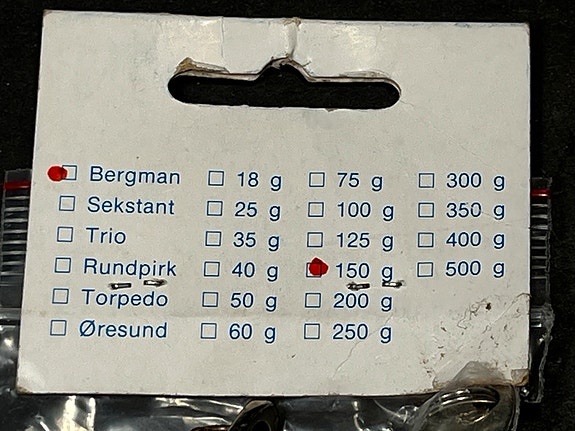 Bergman 18 g 75 g 300 g
Sekstant 25 g 100 g 350 g
Trio 35 g 125 g 400 g
Rundpirk 40 g 150 g 500 g
Torpedo 50 g 200 g
Øresund 60 g 250 g